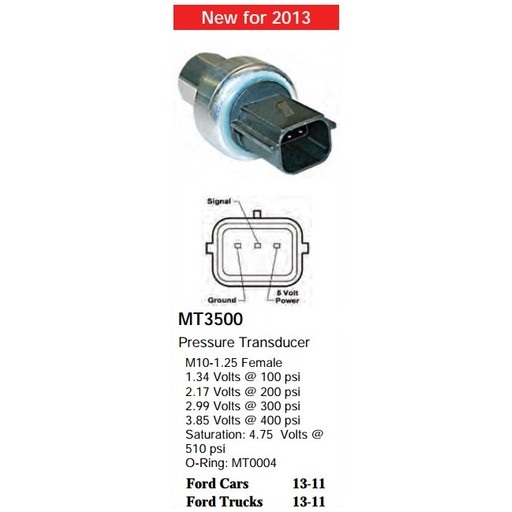 New for 2013
Signal
Ground
5 Volt
Power
MT3500
Pressure Transducer
M10-1.25 Female
1.34 Volts @ 100 psi
2.17 Volts @ 200 psi
2.99 Volts @ 300 psi
3.85 Volts @ 400 psi
Saturation: 4.75 Volts @
510 psi
O-Ring: MT0004
Ford Cars 13-11
Ford Trucks 13-11